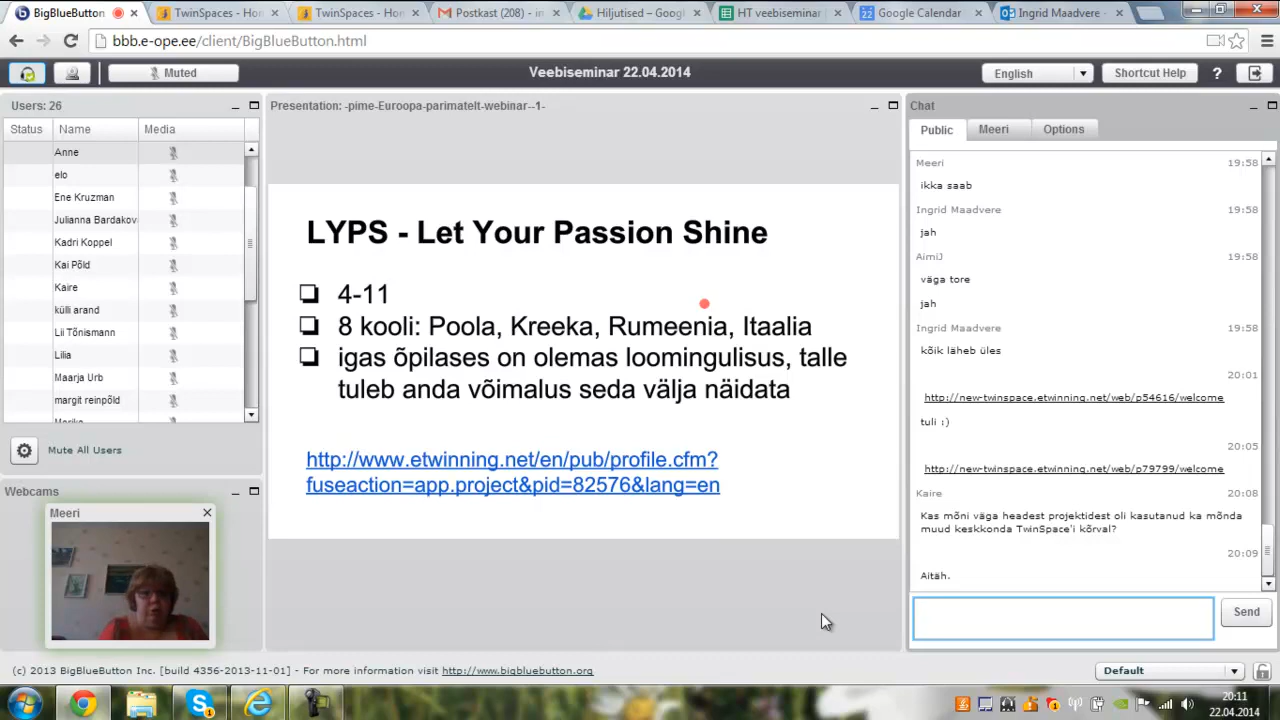 BigBlueButton
TwinSpaces - Hom
TwinSpaces - Hom
Postkast (208) - in
Hiljutised – Goog
HT veebiseminar
Google Calendar
Ingrid Maadvere -
bbb.e-ope.ee/client/BigBlueButton.html
Muted
Veebiseminar 22.04.2014
English
Shortcut Help
?
Users: 26
Presentation: -pime-Euroopa-parimatelt-webinar--1-
Chat
Status Name Media
Public Meeri Options
Anne
elo
Ene Kruzman
Julianna Bardakov
Kadri Koppel
Kai Põld
Kaire
külli arand
Lii Tõnismann
Lilia
Maarja Urb
margit reinpõld
Mute All Users
Webcams
Meeri
LYPS - Let Your Passion Shine
4-11
8 kooli: Poola, Kreeka, Rumeenia, Itaalia
igas õpilases on olemas loomingulisus, talle
tuleb anda võimalus seda välja näidata
http://www.etwinning.net/en/pub/profile.cfm?
fuseaction=app.project&pid=82576&lang=en
Meeri 19:58
ikka saab
Ingrid Maadvere 19:58
jah
AimiJ 19:58
väga tore
jah
Ingrid Maadvere 19:58
kõik läheb üles
20:01
http://new-twinspace.etwinning.net/web/p54616/welcome
tuli :)
20:05
http://new-twinspace.etwinning.net/web/p79799/welcome
Kaire 20:08
Kas mõni väga headest projektidest oli kasutanud ka mõnda
muud keskkonda TwinSpace'i kõrval?
20:09
Aitäh.
Send
(c) 2013 BigBlueButton Inc. [build 4356-2013-11-01] - For more information visit http://www.bigbluebutton.org
Default
20:11
22.04.2014